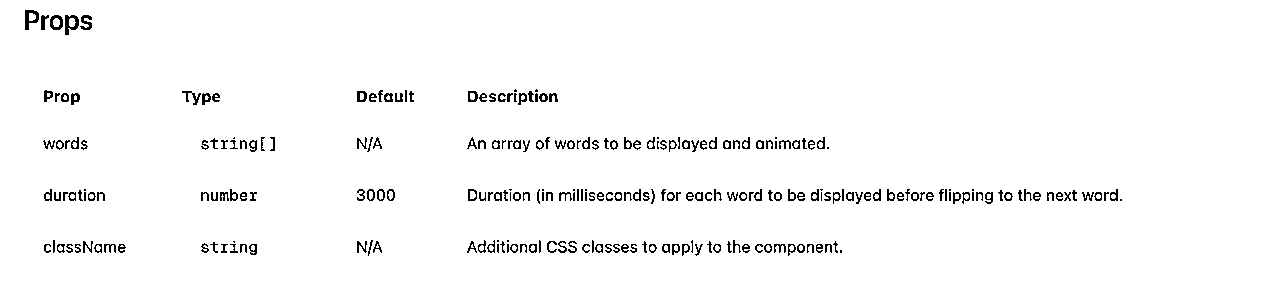 Props
Prop Type Default Description
words string[] N/A An array of words to be displayed and animated.
duration number 3000 Duration (in milliseconds) for each word to be displayed before flipping to the next word.
className string N/A Additional CSS classes to apply to the component.